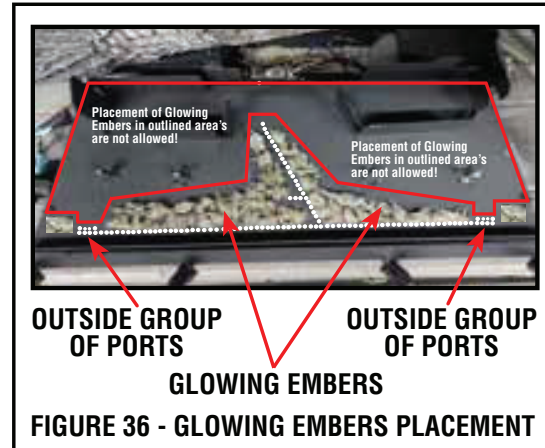 Placement of Glowing
Embers in outlined area's
are not allowed!
Placement of Glowing
Embers in outlined area's
are not allowed!
OUTSIDE GROUP
OF PORTS
OUTSIDE GROUP
OF PORTS
GLOWING EMBERS
FIGURE 36 - GLOWING EMBERS PLACEMENT